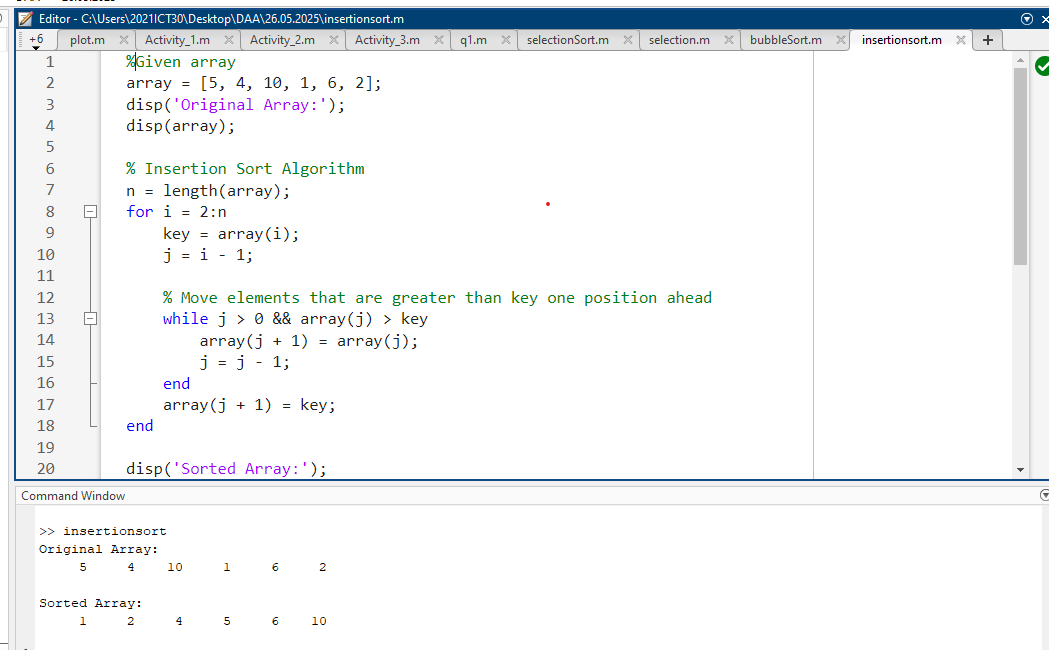 Editor - C:\Users\2021ICT30\Desktop\DAA\26.05.2025\insertionsort.m
+6 plot.m Activity_1.m Activity_2.m Activity_3.m q1.m selectionSort.m selection.m bubbleSort.m insertionsort.m +
1 %Given array
2 array = [5, 4, 10, 1, 6, 2];
3 disp('Original Array:');
4 disp(array);
5
6 % Insertion Sort Algorithm
7 n = length(array);
8 for i = 2:n
9 key = array(i);
10 j = i - 1;
11
12 % Move elements that are greater than key one position ahead
13 while j > 0 && array(j) > key
14 array(j + 1) = array(j);
15 j = j - 1;
16 end
17 array(j + 1) = key;
18 end
19
20 disp('Sorted Array:');
Command Window
>> insertionsort
Original Array:
5 4 10 1 6 2
Sorted Array:
1 2 4 5 6 10